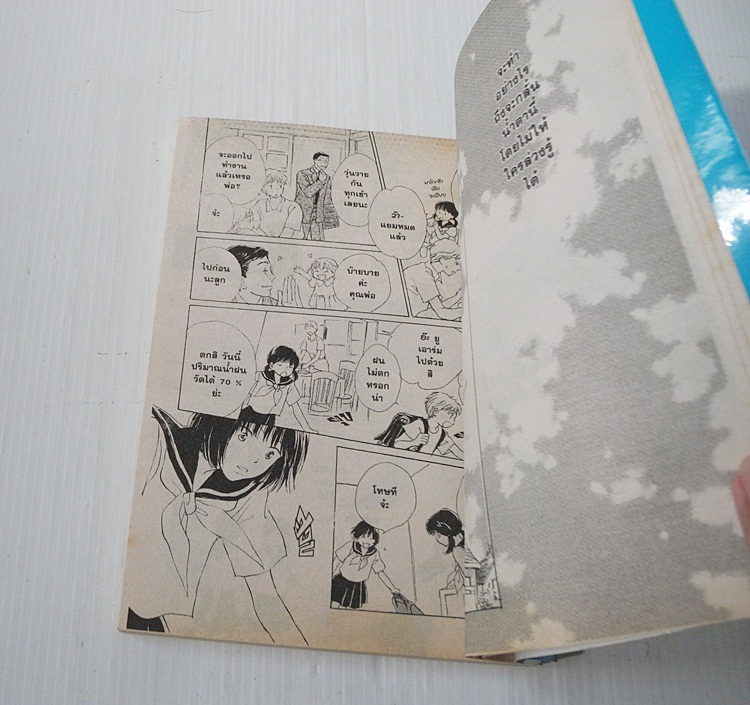 จะทำ
อย่างไร
ถึงจะกลั้น
น้ำตานี้
โดยไม่ให้
ใครล่วงรู้
ได้
จะออกไป
ทำงาน
แล้วเหรอ
พ่อ?
จ้ะ
วุ่นวาย
กัน
ทุกเช้า
เลยนะ
ว้า-
แยมหมด
แล้ว
ไปก่อน
นะลูก
บ๊ายบาย
ค่ะ
คุณพ่อ
ตกสิ วันนี้
ปริมาณน้ำฝน
วัดได้ 70 %
ย่ะ
ฝน
ไม่ตก
หรอก
น่า
อ๊ะ ยู
เอาร่ม
ไปด้วย
สิ
โทษที
จ้ะ